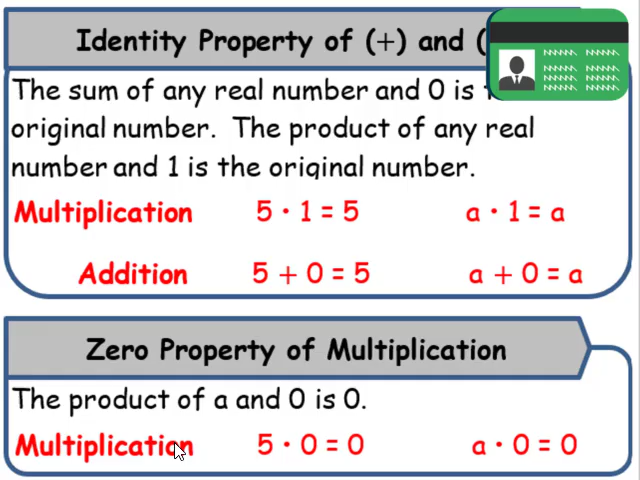 Identity Property of (+) and (
The sum of any real number and 0 is
original number. The product of any real
number and 1 is the original number.
Multiplication 5 · 1 = 5 a · 1 = a
Addition 5 + 0 = 5 a + 0 = a
Zero Property of Multiplication
The product of a and 0 is 0.
Multiplication 5 · 0 = 0 a · 0 = 0